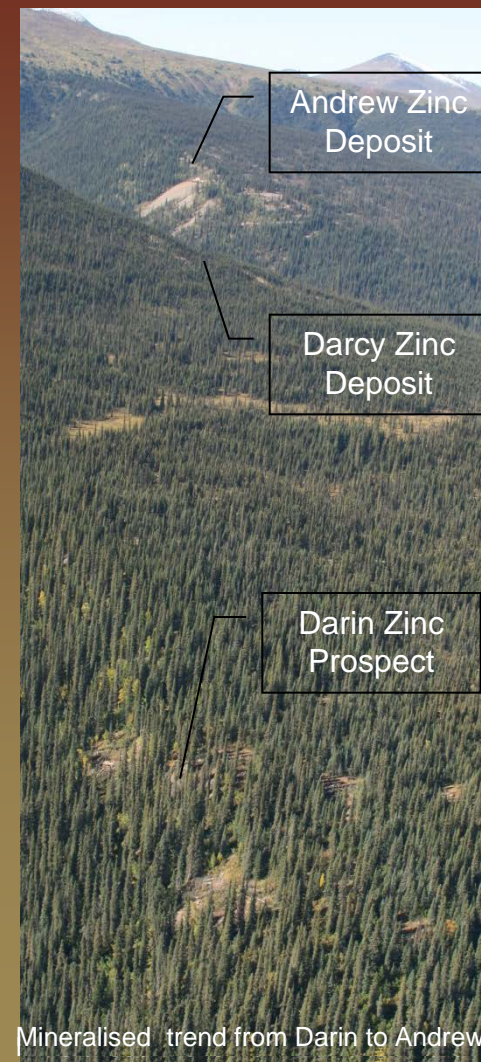 Andrew Zinc
Deposit
Darcy Zinc
Deposit
Darin Zinc
Prospect
Mineralised trend from Darin to Andrew